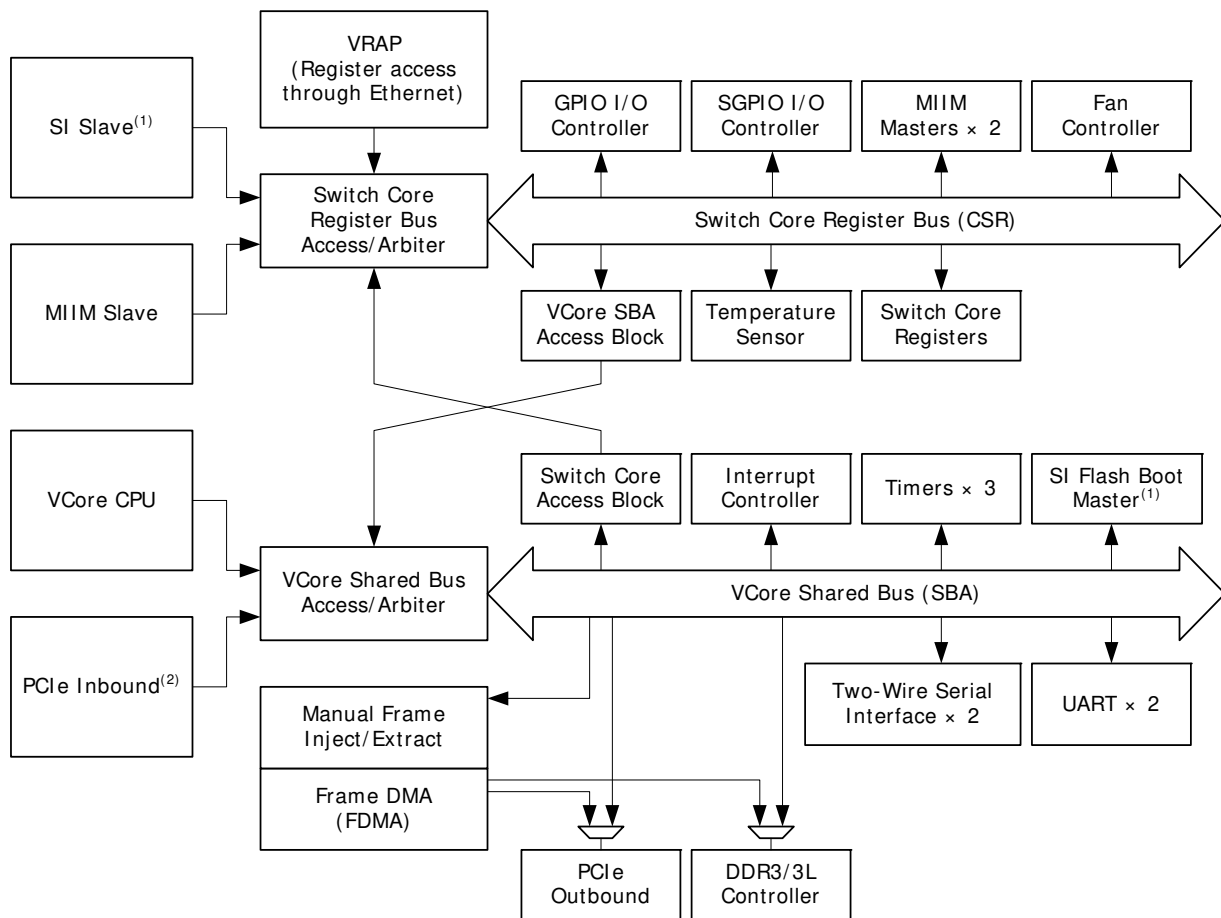 VRAP
(Register access
through Ethernet)
SI Slave(1)
GPIO I/O
Controller
SGPIO I/O
Controller
MIIM
Masters × 2
Fan
Controller
Switch Core
Register Bus
Access/Arbiter
Switch Core Register Bus (CSR)
MIIM Slave
VCore SBA
Access Block
Temperature
Sensor
Switch Core
Registers
VCore CPU
Switch Core
Access Block
Interrupt
Controller
Timers × 3
SI Flash Boot
Master(1)
VCore Shared Bus
Access/Arbiter
VCore Shared Bus (SBA)
PCIe Inbound(2)
Manual Frame
Inject/Extract
Two-Wire Serial
Interface × 2
UART × 2
Frame DMA
(FDMA)
PCIe
Outbound
DDR3/3L
Controller